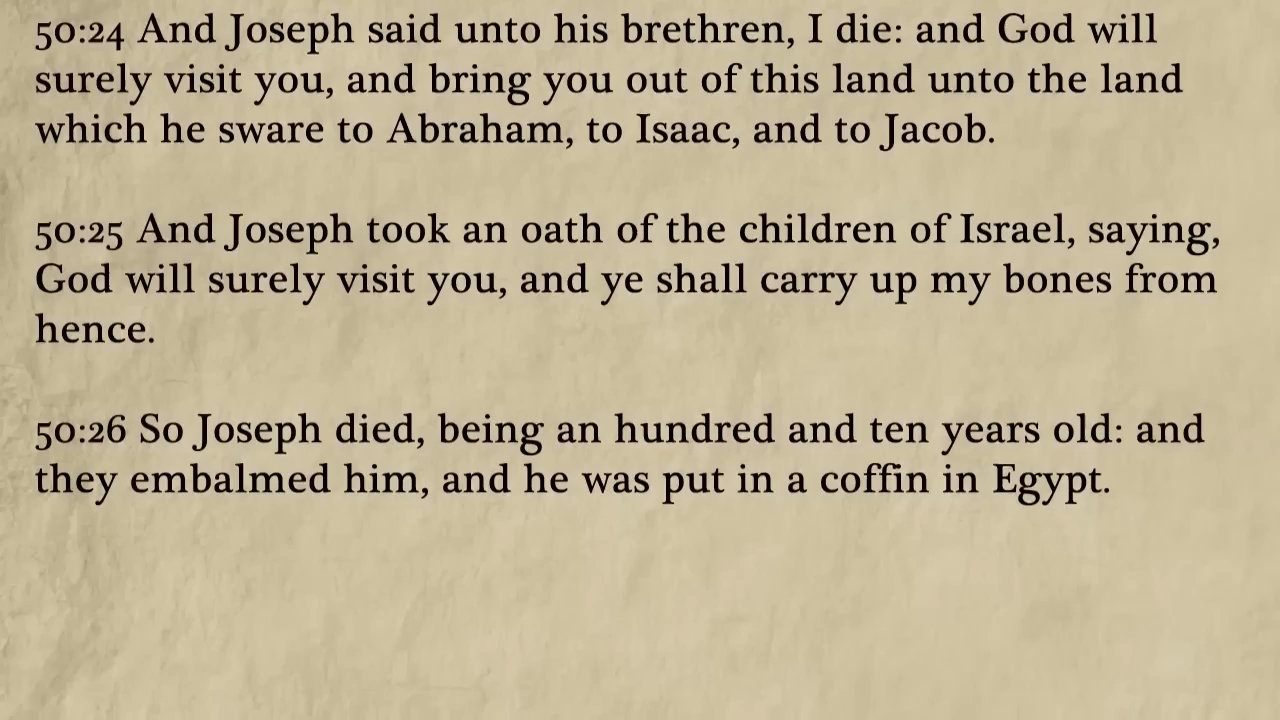 50:24 And Joseph said unto his brethren, I die: and God will
surely visit you, and bring you out of this land unto the land
which he sware to Abraham, to Isaac, and to Jacob.
50:25 And Joseph took an oath of the children of Israel, saying,
God will surely visit you, and ye shall carry up my bones from
hence.
50:26 So Joseph died, being an hundred and ten years old: and
they embalmed him, and he was put in a coffin in Egypt.